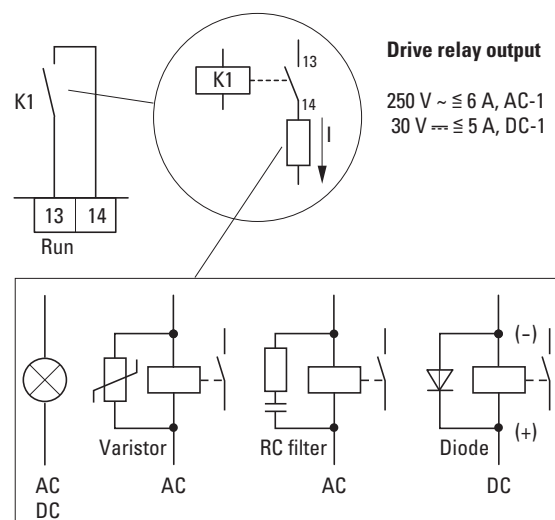 Drive relay output
K1
13
K1
14
250 V ~ ≦ 6 A, AC-1
30 V ⎓ ≦ 5 A, DC-1
I
13 14
Run
(–)
(+)
Varistor
RC filter
Diode
AC
DC
AC
AC
DC